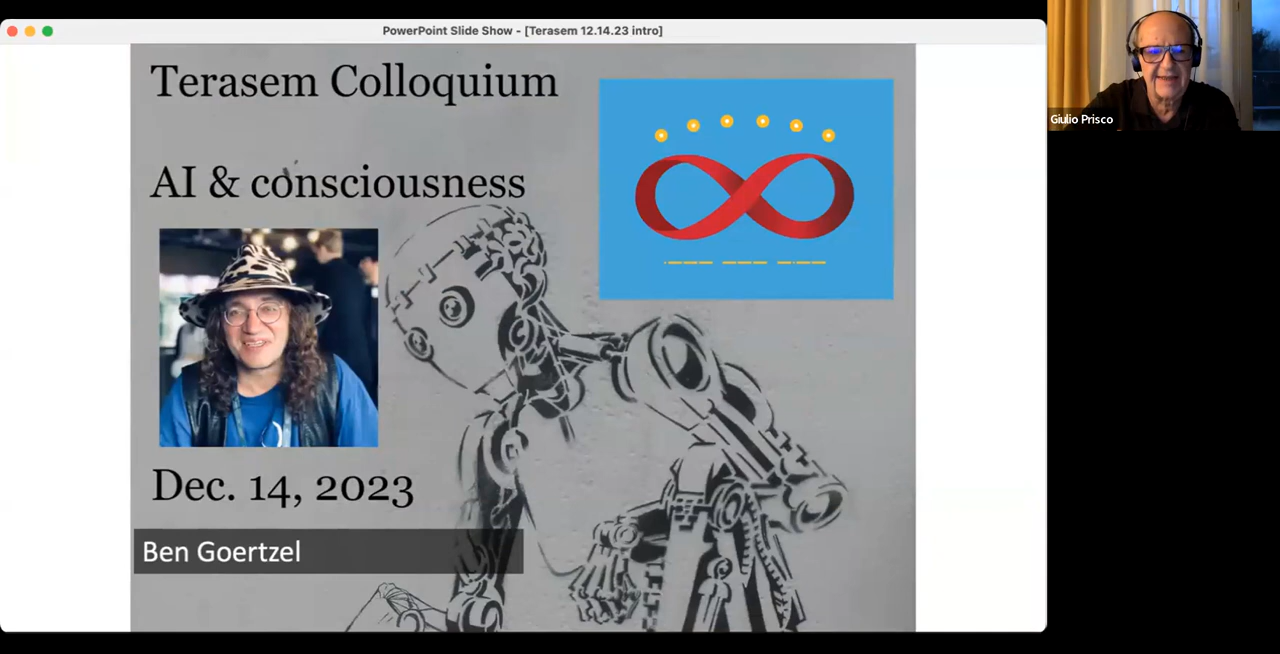 PowerPoint Slide Show - [Terasem 12.14.23 intro]
Terasem Colloquium
AI & consciousness
Dec. 14, 2023
Ben Goertzel
Giulio Prisco